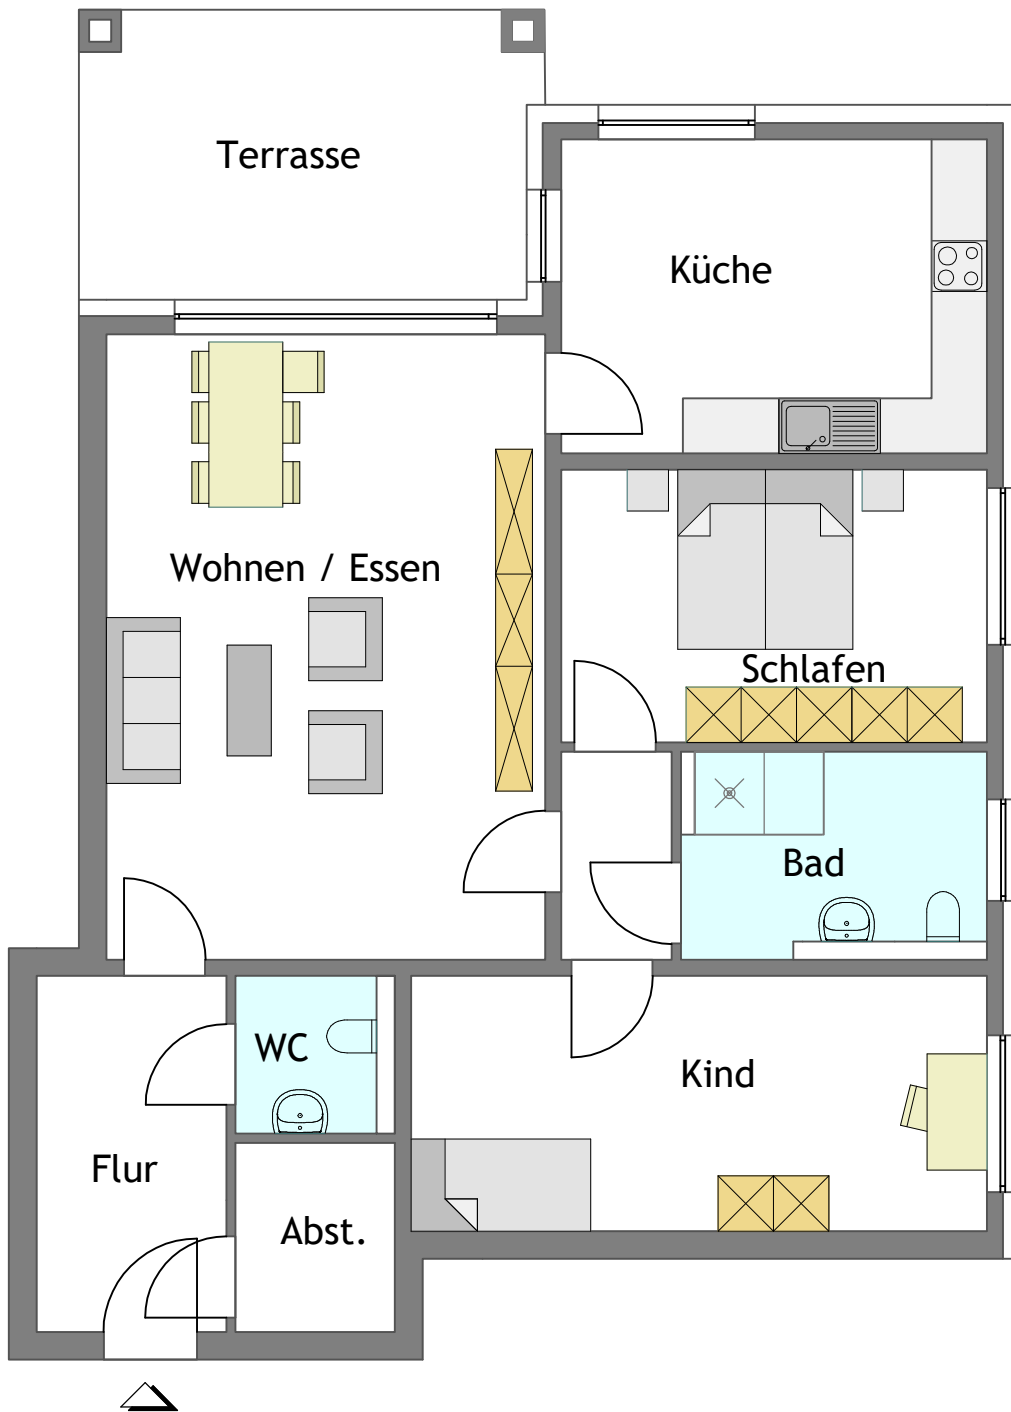 Terrasse
Küche
Wohnen / Essen
Schlafen
Bad
WC
Kind
Flur
Abst.